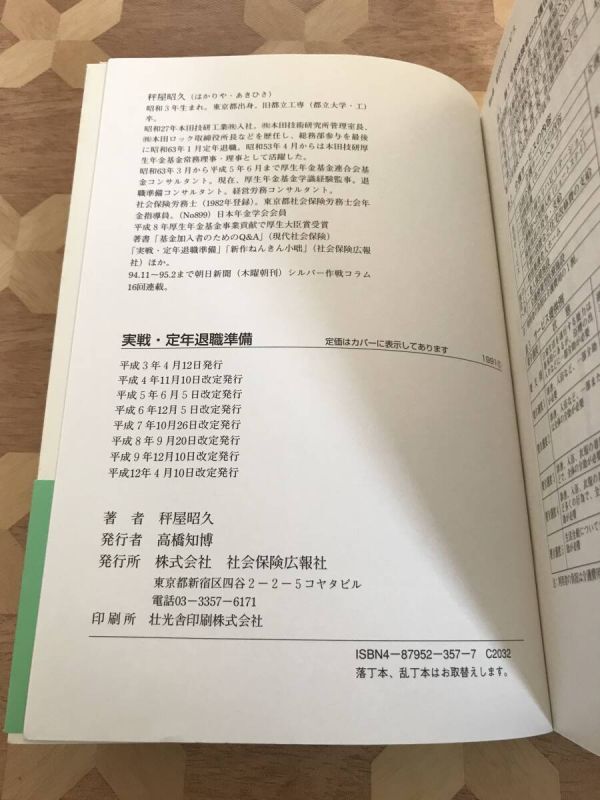 秤屋昭久（はかりや・あきひさ）
昭和３年生まれ。東京都出身。旧都立工専（都立大学・工）
卒。
昭和27年本田技研工業㈱入社。㈱本田技術研究所管理室長、
㈱本田ロック取締役所長などを歴任し、総務部参与を最後
に昭和63年１月定年退職。昭和53年４月からは本田技研厚
生年金基金常務理事・理事として活躍した。
昭和63年３月から平成５年６月まで厚生年金基金連合会基
金コンサルタント。現在、厚生年金基金学識経験監事。退
職準備コンサルタント。経営労務コンサルタント。
社会保険労務士（1982年登録）。東京都社会保険労務士会年
金指導員。（No899）日本年金学会会員
平成８年厚生年金基金事業貢献で厚生大臣賞受賞
著書「基金加入者のためのQ&A」（現代社会保険）
「実戦・定年退職準備」「新作ねんきん小咄」（社会保険広報
社）ほか。
94.11～95.2まで朝日新聞（木曜朝刊）シルバー作戦コラム
16回連載。
実戦・定年退職準備
定価はカバーに表示してあります
1991©
平成３年４月12日発行
平成４年11月10日改定発行
平成５年６月５日改定発行
平成６年12月５日改定発行
平成７年10月26日改定発行
平成８年９月20日改定発行
平成９年12月10日改定発行
平成12年４月10日改定発行
著者 秤屋昭久
発行者 高橋知博
発行所 株式会社 社会保険広報社
東京都新宿区四谷２－２－５コヤタビル
電話03－3357－6171
印刷所 壮光舎印刷株式会社
ISBN4－87952－357－7 C2032
落丁本、乱丁本はお取替えします。